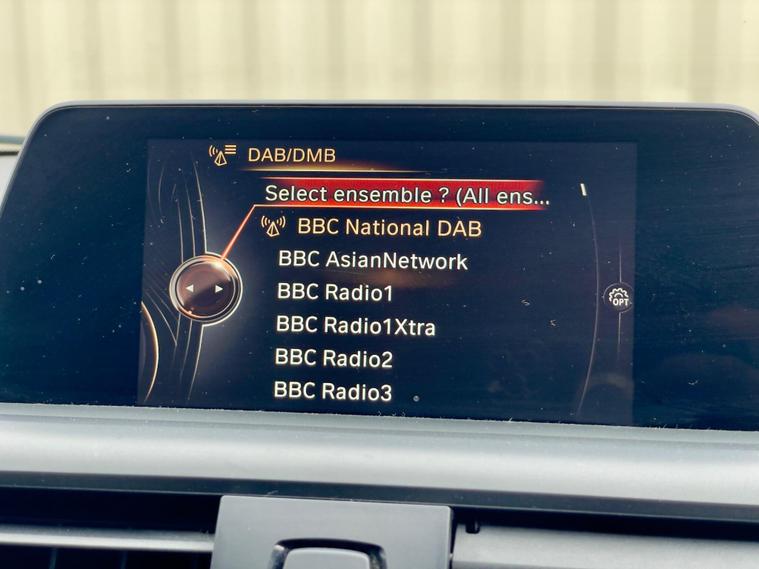 DAB/DMB
Select ensemble ? (All ens...
BBC National DAB
BBC AsianNetwork
BBC Radio1
OPT
BBC Radio1Xtra
BBC Radio2
BBC Radio3